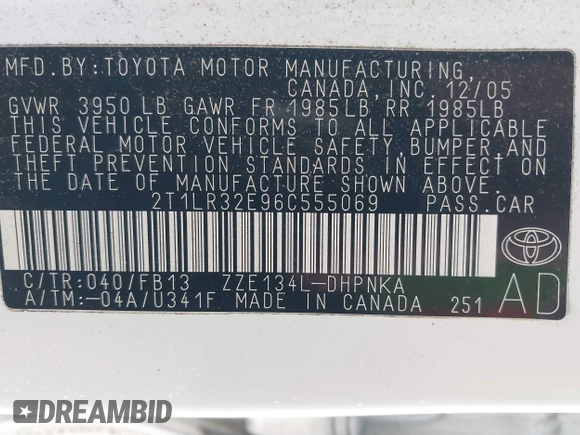 MFD. BY: TOYOTA MOTOR MANUFACTURING,
CANADA, INC. 12/05
GVWR 3950 LB GAWR FR 1985LB RR 1985LB
THIS VEHICLE CONFORMS TO ALL APPLICABLE
FEDERAL MOTOR VEHICLE SAFETY, BUMPER, AND
THEFT PREVENTION STANDARDS IN EFFECT ON
THE DATE OF MANUFACTURE SHOWN ABOVE.
2T1LR32E96C555069 PASS. CAR
C/TR: 040/FB13 ZZE134L-DHPNKA
A/TM: -04A/U341F MADE IN CANADA 251
AD
DREAMBID